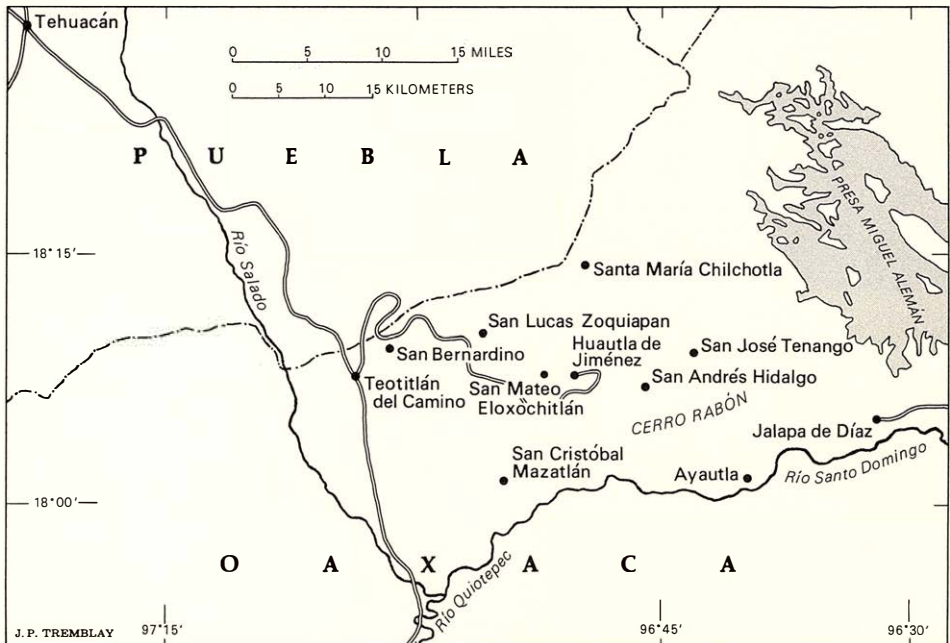 Tehuacán
0 5 10 15 MILES
0 5 10 15 KILOMETERS
PUEBLA
PRESA MIGUEL ALEMÁN
18°15′
Río Salado
Santa María Chilchotla
San Lucas Zoquiapan
Huautla de
Jiménez
San José Tenango
San Bernardino
Teotitlán
del Camino
San Mateo
Eloxochitlán
San Andrés Hidalgo
CERRO RABÓN
Jalapa de Díaz
San Cristóbal
Mazatlán
Ayautla
Río Santo Domingo
18°00′
OAXACA
Río Quiotepec
J. P. TREMBLAY
97°15′
96°45′
96°30′